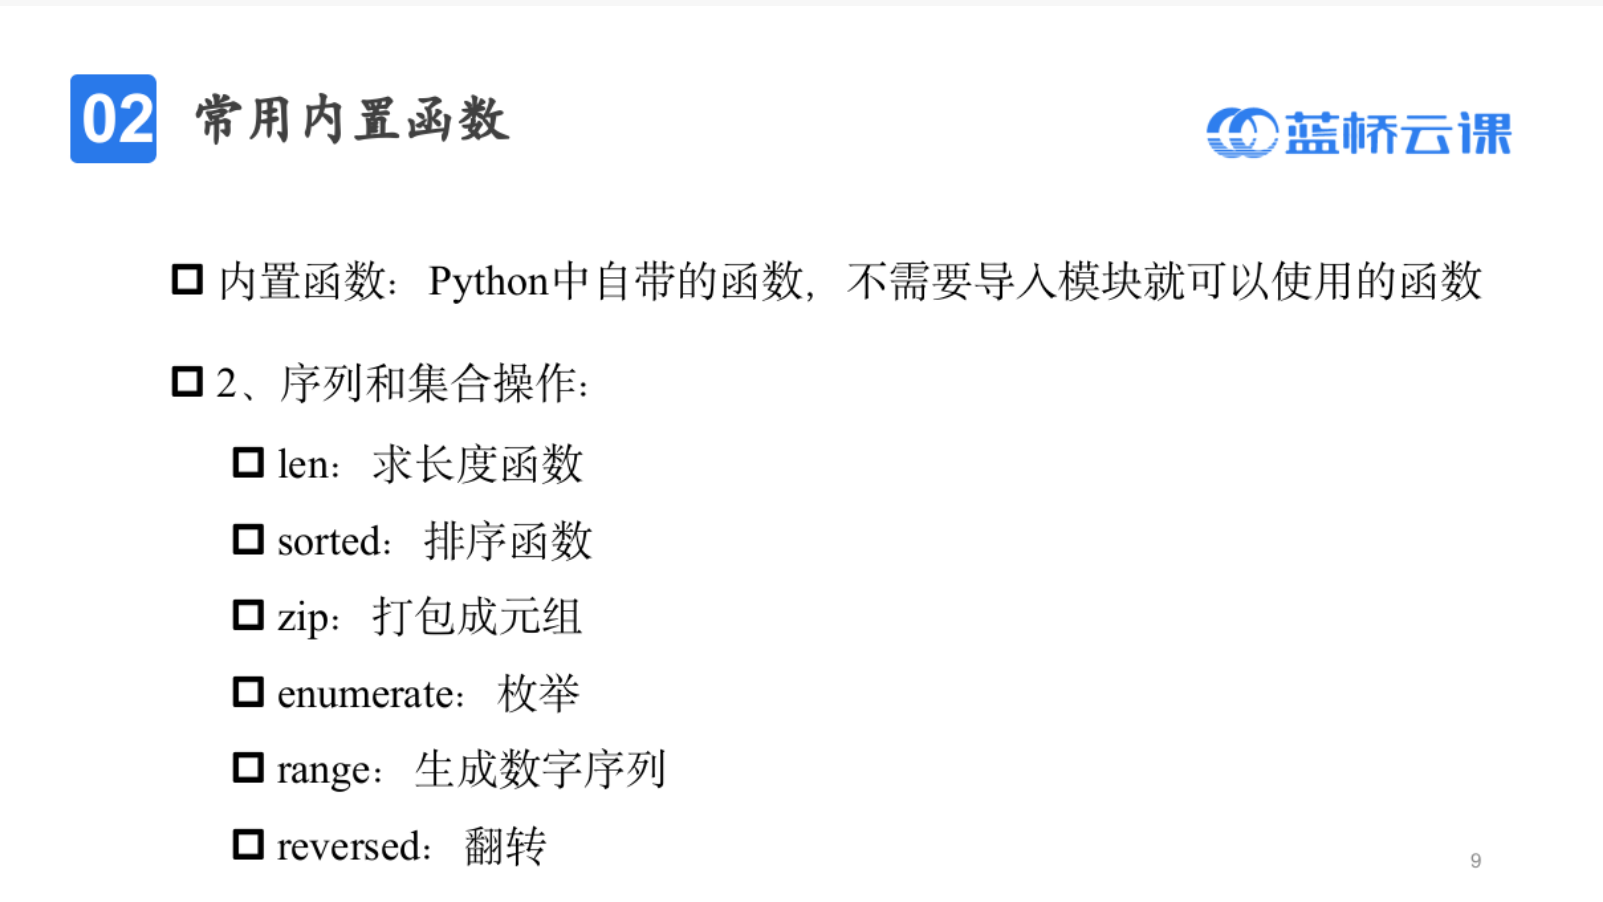 02 常用内置函数
蓝桥云课
内置函数：Python中自带的函数，不需要导入模块就可以使用的函数
2、序列和集合操作：
len：求长度函数
sorted：排序函数
zip：打包成元组
enumerate：枚举
range：生成数字序列
reversed：翻转
9